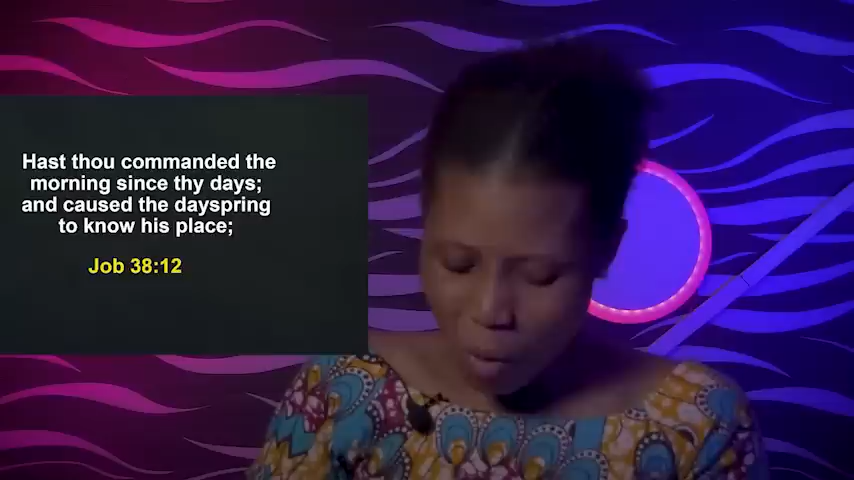 Hast thou commanded the
morning since thy days;
and caused the dayspring
to know his place;
Job 38:12